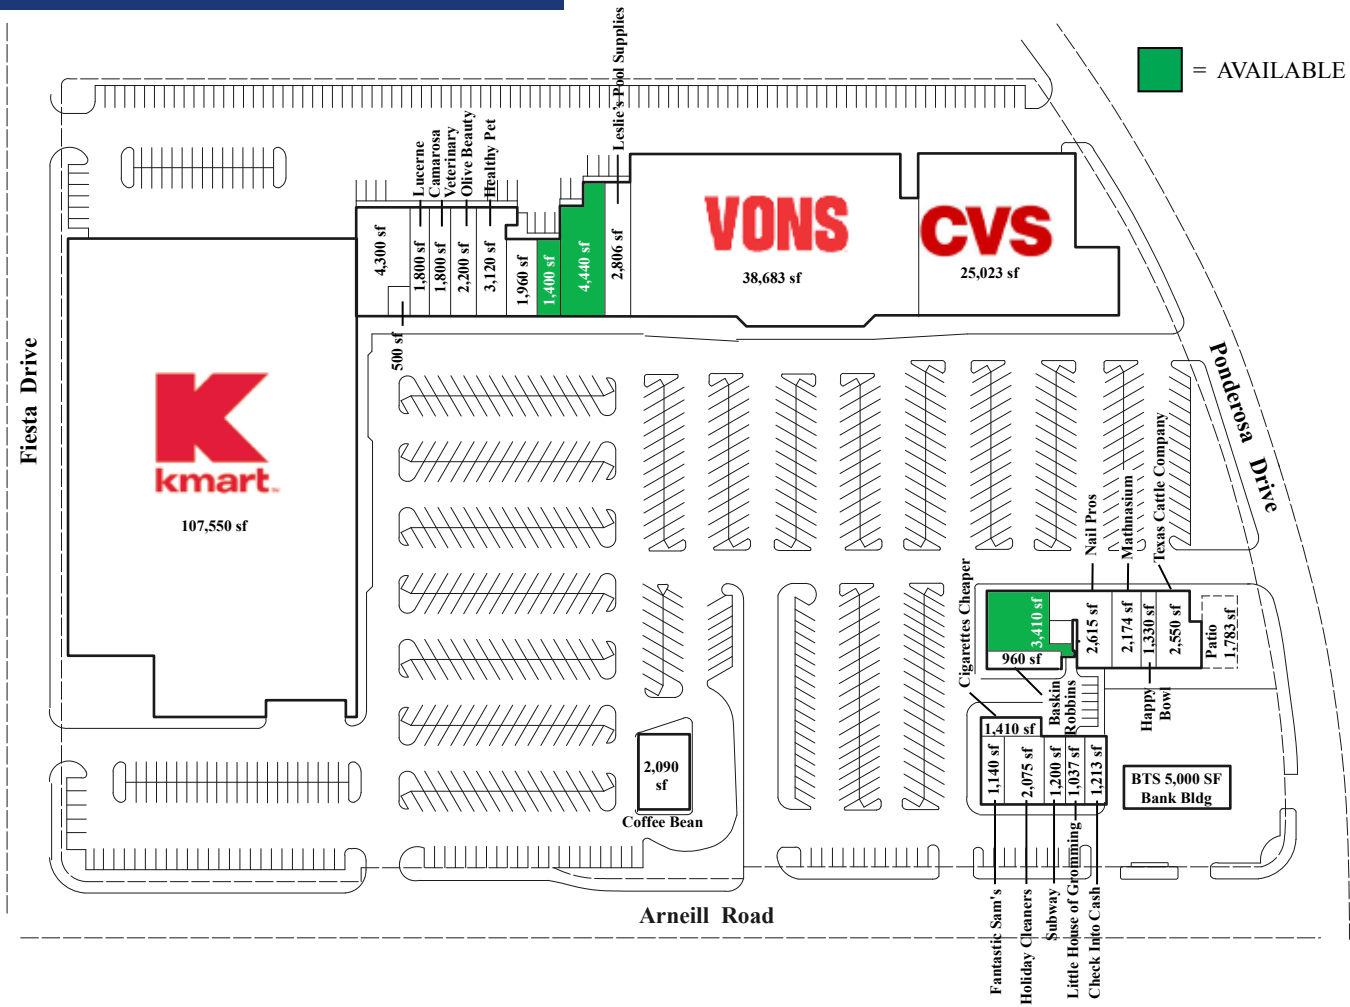 = AVAILABLE
Leslie's Pool Supplies
Lucerne
Camarosa
Veterinary
Olive Beauty
Healthy Pet
4,300 sf
500 sf
1,800 sf
1,800 sf
2,200 sf
3,120 sf
1,960 sf
1,400 sf
4,440 sf
2,806 sf
VONS
38,683 sf
CVS
25,023 sf
Fiesta Drive
K
kmart
107,550 sf
Ponderosa Drive
Cigarettes Cheaper
Nail Pros
Mathnasium
Texas Cattle Company
3,410 sf
960 sf
2,615 sf
2,174 sf
1,330 sf
2,550 sf
Patio
1,783 sf
Baskin
Robbins
Happy
Bowl
1,410 sf
1,140 sf
2,075 sf
1,200 sf
1,037 sf
1,213 sf
BTS 5,000 SF
Bank Bldg
2,090
sf
Coffee Bean
Fantastic Sam's
Holiday Cleaners
Subway
Little House of Gromming
Check Into Cash
Arneill Road